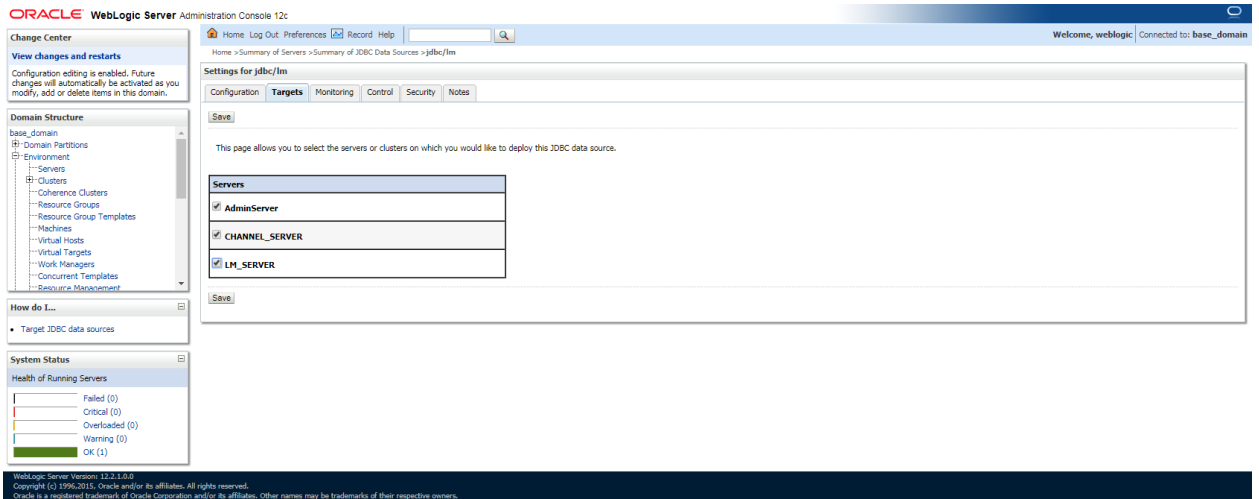 ORACLE WebLogic Server Administration Console 12c
Change Center
View changes and restarts
Configuration editing is enabled. Future
changes will automatically be activated as you
modify, add or delete items in this domain.
Domain Structure
base_domain
Domain Partitions
Environment
Servers
Clusters
Coherence Clusters
Resource Groups
Resource Group Templates
Machines
Virtual Hosts
Virtual Targets
Work Managers
Concurrent Templates
Resource Management
How do I...
Target JDBC data sources
System Status
Health of Running Servers
Failed (0)
Critical (0)
Overloaded (0)
Warning (0)
OK (1)
Home Log Out Preferences Record Help
Welcome, weblogic Connected to: base_domain
Home >Summary of Servers >Summary of JDBC Data Sources >jdbc/lm
Settings for jdbc/lm
Configuration Targets Monitoring Control Security Notes
Save
This page allows you to select the servers or clusters on which you would like to deploy this JDBC data source.
Servers
AdminServer
CHANNEL_SERVER
LM_SERVER
Save
WebLogic Server Version: 12.2.1.0.0
Copyright (c) 1996,2015, Oracle and/or its affiliates. All rights reserved.
Oracle is a registered trademark of Oracle Corporation and/or its affiliates. Other names may be trademarks of their respective owners.